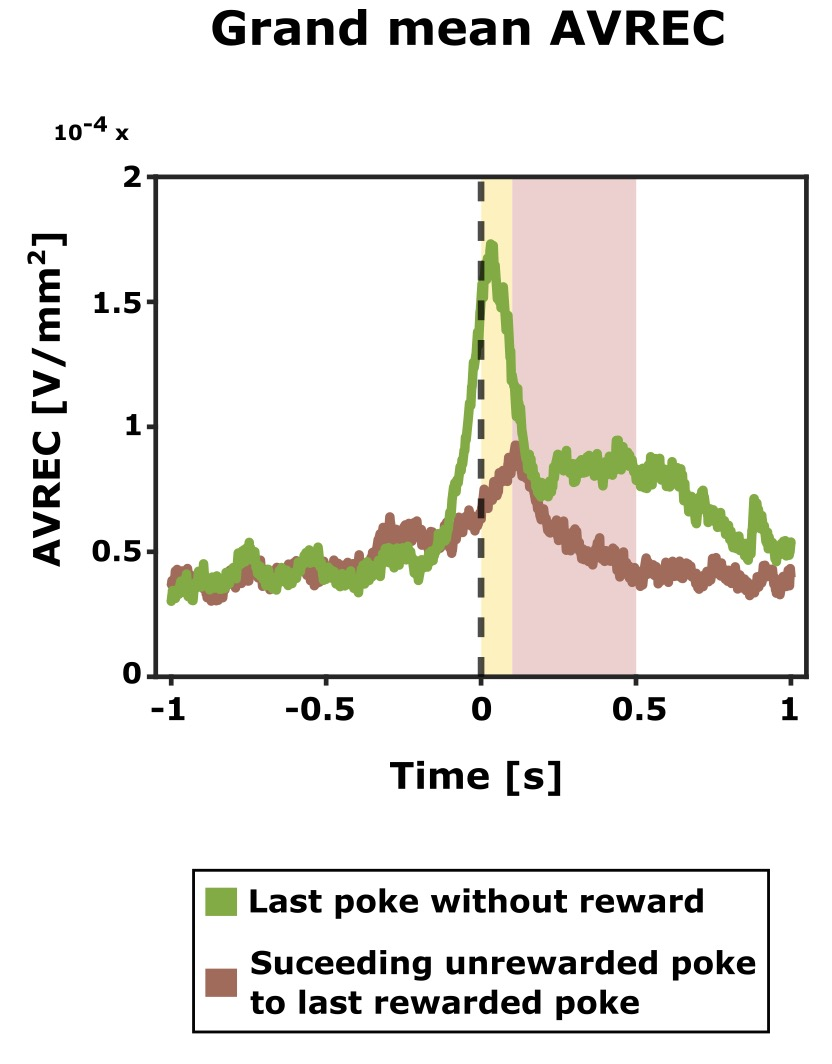 Grand mean AVREC
10-4 x
2
1.5
1
0.5
0
AVREC [V/mm2]
-1
-0.5
0
0.5
1
Time [s]
Last poke without reward
Suceeding unrewarded poke
to last rewarded poke